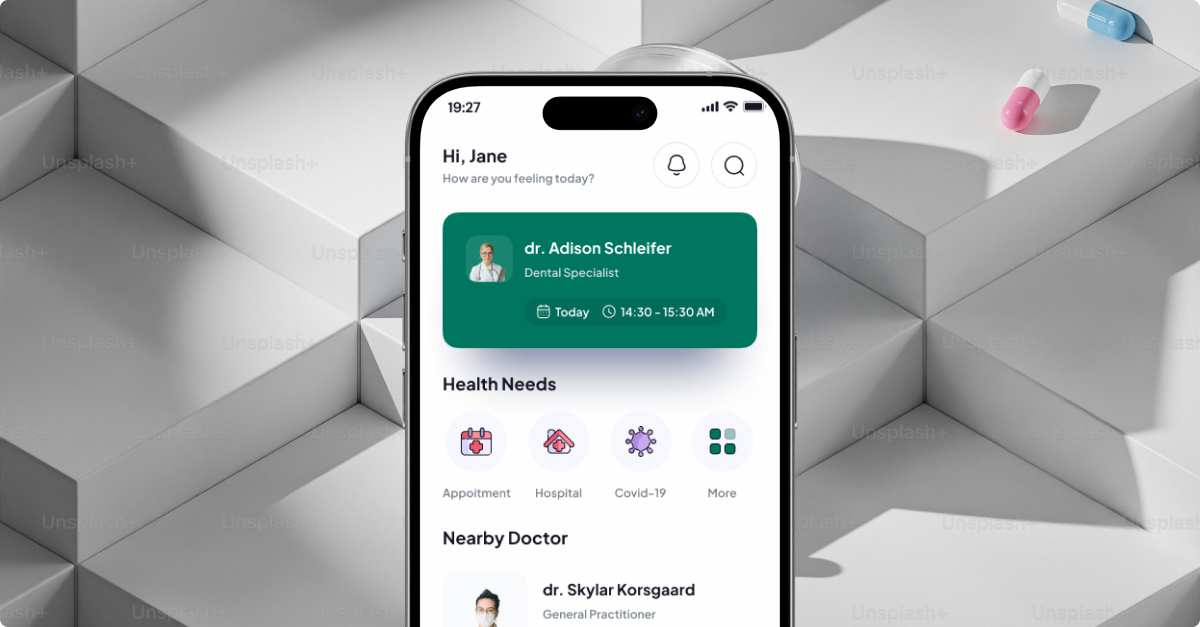 19:27
Hi, Jane
How are you feeling today?
dr. Adison Schleifer
Dental Specialist
Today 14:30 - 15:30 AM
Health Needs
Appoitment Hospital Covid-19 More
Nearby Doctor
dr. Skylar Korsgaard
General Practitioner
Unsplash+